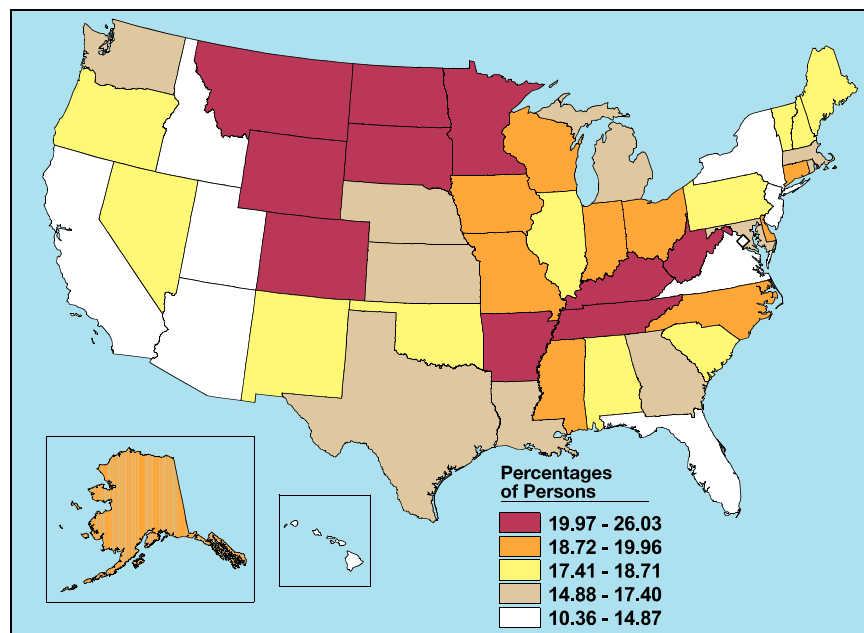 Percentages
of Persons
19.97 - 26.03
18.72 - 19.96
17.41 - 18.71
14.88 - 17.40
10.36 - 14.87